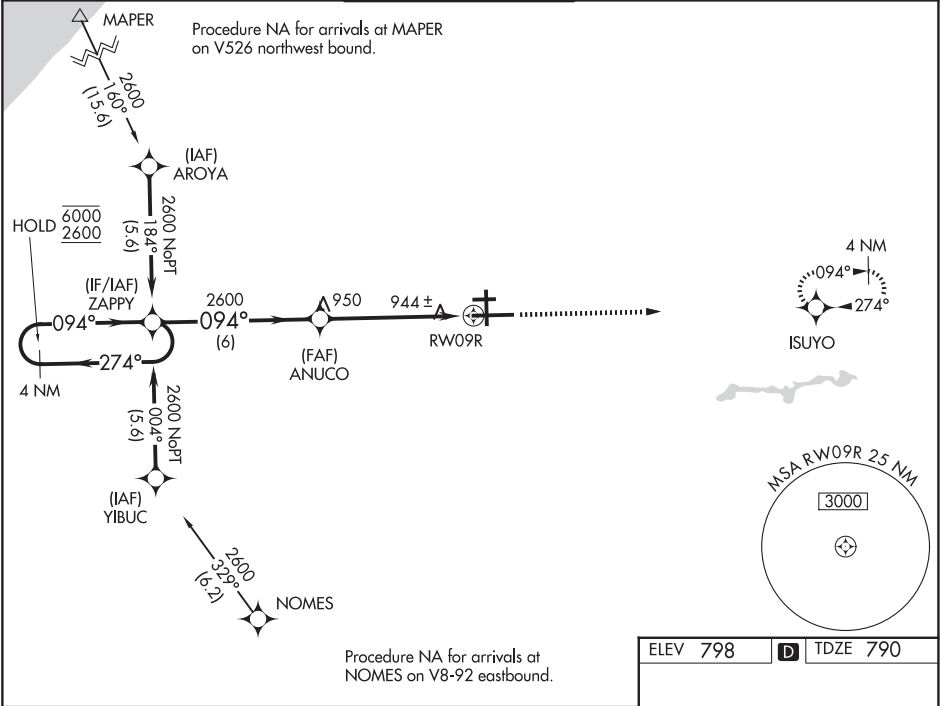 MAPER
Procedure NA for arrivals at MAPER
on V526 northwest bound.
2600
160°
(15.6)
(IAF)
AROYA
HOLD 6000
2600
2600 NoPT
184°
(5.6)
4 NM
094°
274°
ISUYO
(IF/IAF)
ZAPPY
094°
274°
4 NM
2600
094°
(6)
950
(FAF)
ANUCO
944±
RW09R
2600 NoPT
004°
(5.6)
(IAF)
YIBUC
2600
329°
(6.2)
NOMES
MSA RW09R 25 NM
3000
Procedure NA for arrivals at
NOMES on V8-92 eastbound.
ELEV 798 D TDZE 790